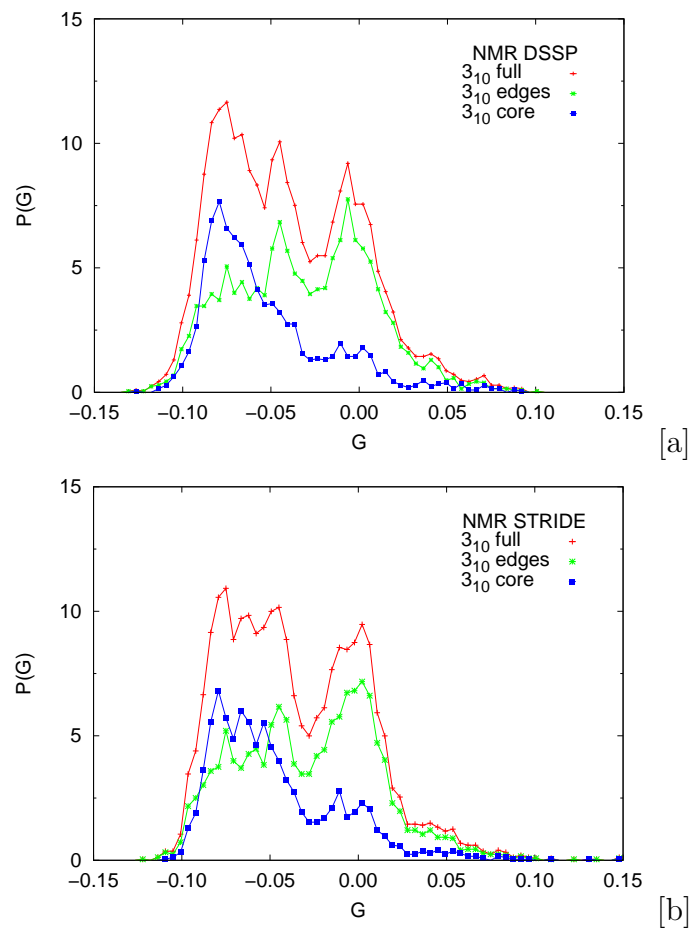 15
10
5
0
P(G)
NMR DSSP
3₁₀ full
3₁₀ edges
3₁₀ core
−0.15 −0.10 −0.05 0.00 0.05 0.10 0.15
G
[a]
15
10
5
0
P(G)
NMR STRIDE
3₁₀ full
3₁₀ edges
3₁₀ core
−0.15 −0.10 −0.05 0.00 0.05 0.10 0.15
G
[b]